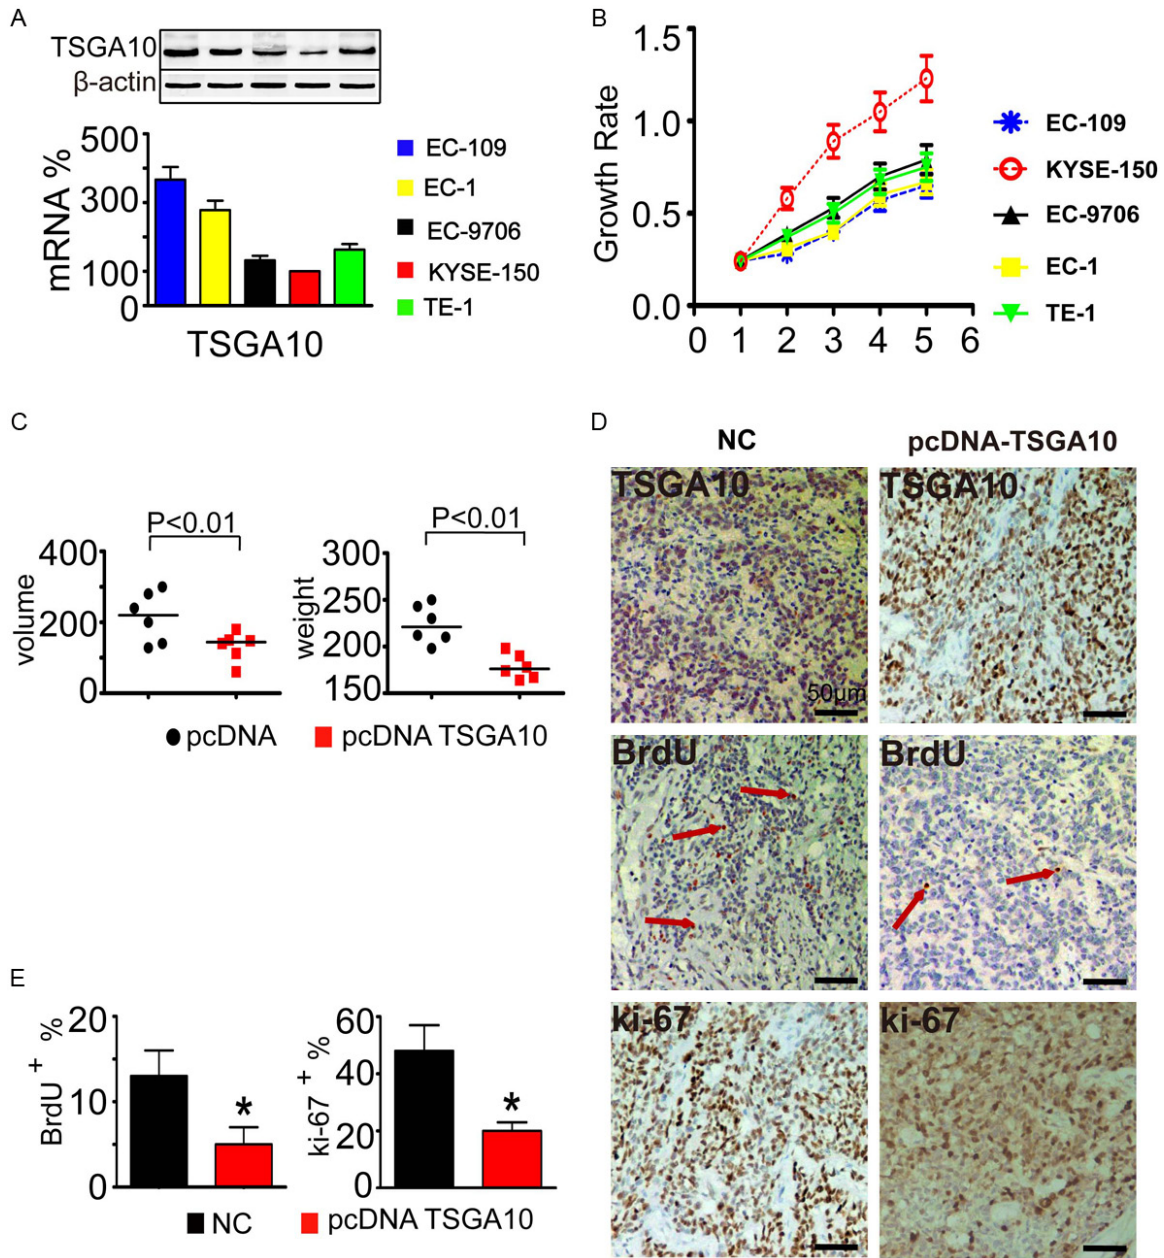 A
TSGA10
β-actin
mRNA %
500
300
100
0
TSGA10
EC-109
EC-1
EC-9706
KYSE-150
TE-1
B
Growth Rate
1.5
1.0
0.5
0.0
0 1 2 3 4 5 6
EC-109
KYSE-150
EC-9706
EC-1
TE-1
C
P<0.01
volume
400
200
0
P<0.01
weight
300
250
200
150
pcDNA
pcDNA TSGA10
D
NC
pcDNA-TSGA10
TSGA10
50μm
TSGA10
BrdU
BrdU
ki-67
ki-67
E
BrdU + %
20
10
0
*
ki-67 + %
60
40
20
0
*
NC
pcDNA TSGA10